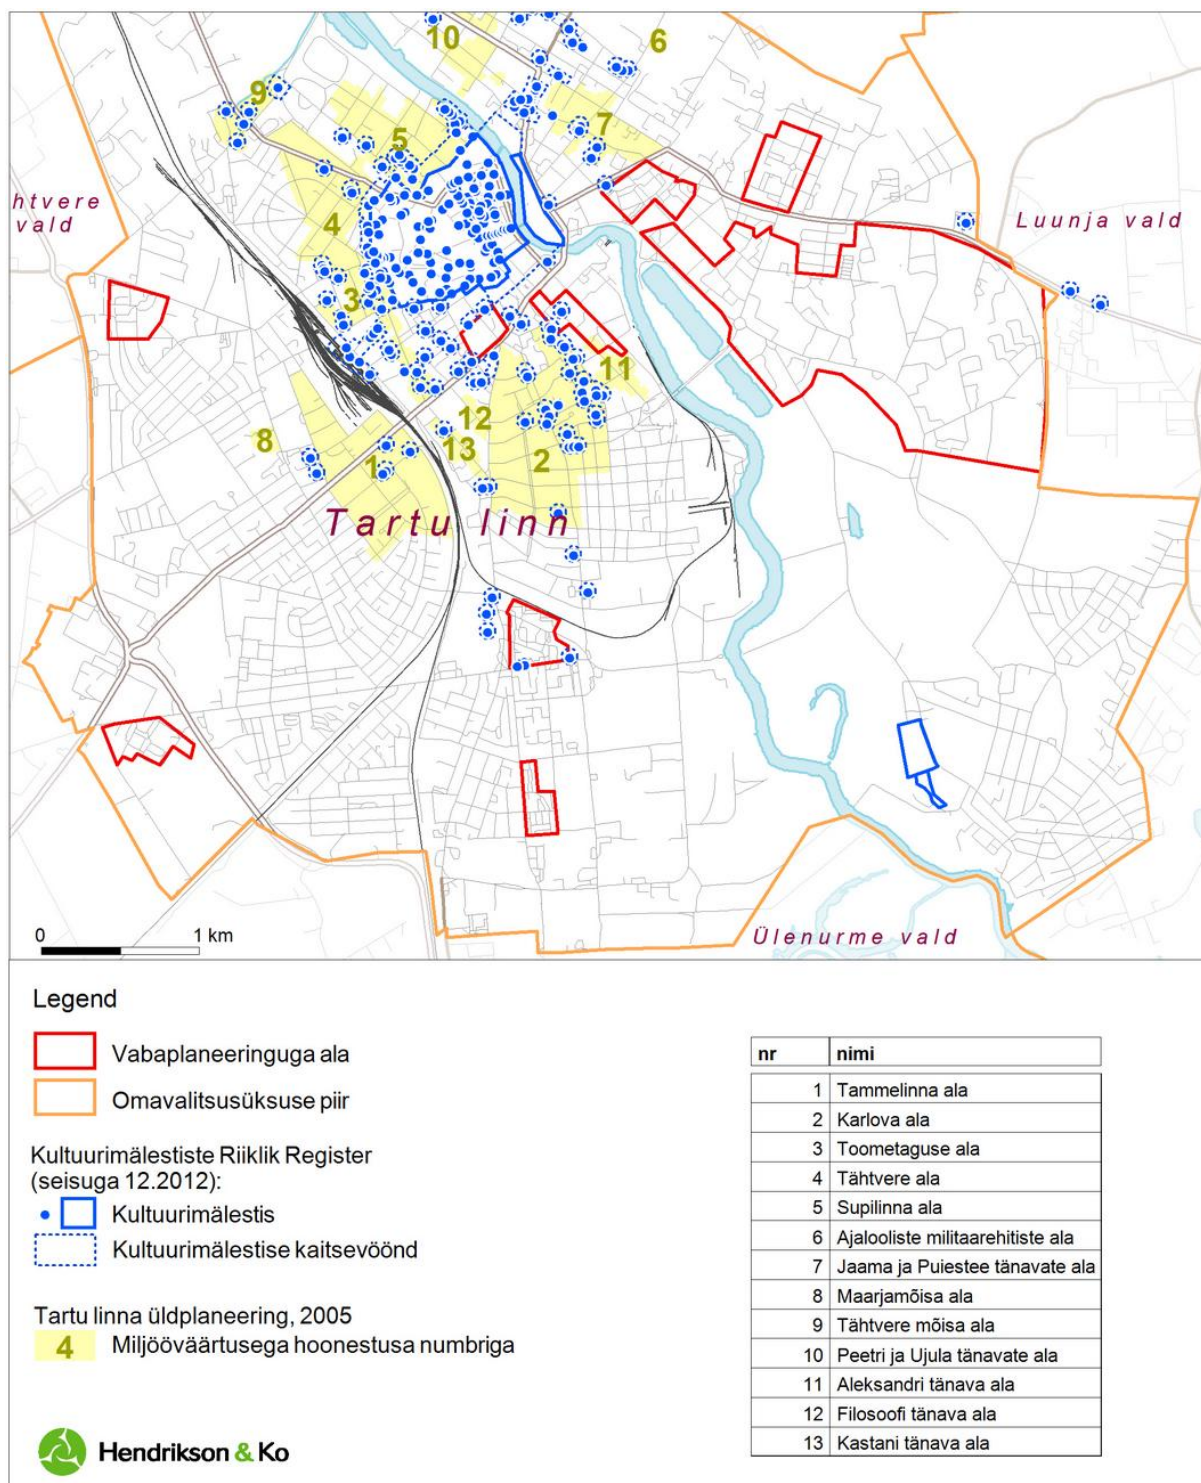 10
6
9
7
5
htvere
vald
4
Luunja vald
3
11
12
8
13
1
2
Tartu linn
0 1 km
Ülenurme vald
Legend
Vabaplaneeringuga ala
Omavalitsusüksuse piir
Kultuurimälestiste Riiklik Register
(seisuga 12.2012):
Kultuurimälestis
Kultuurimälestise kaitsevöönd
Tartu linna üldplaneering, 2005
4 Miljööväärtusega hoonestusa numbriga
Hendrikson & Ko
nr nimi
1 Tammelinna ala
2 Karlova ala
3 Toometaguse ala
4 Tähtvere ala
5 Supilinna ala
6 Ajalooliste militaarehitiste ala
7 Jaama ja Puiestee tänavate ala
8 Maarjamõisa ala
9 Tähtvere mõisa ala
10 Peetri ja Ujula tänavate ala
11 Aleksandri tänava ala
12 Filosoofi tänava ala
13 Kastani tänava ala